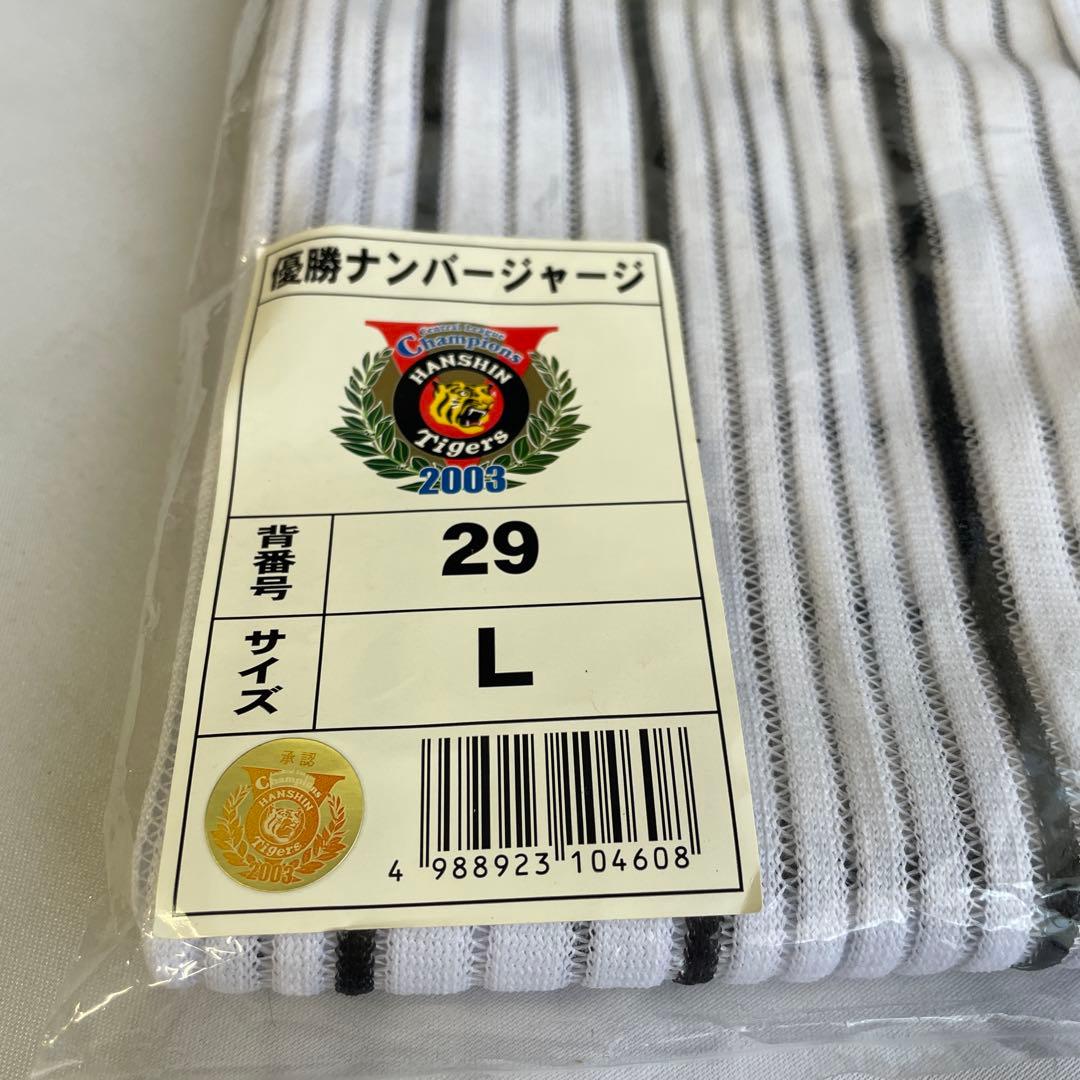 優勝ナンバージャージ
Central League
Champions
HANSHIN
Tigers
2003
背番号
29
サイズ
L
承認
Champions
HANSHIN
Tigers
2003
4 988923 104608